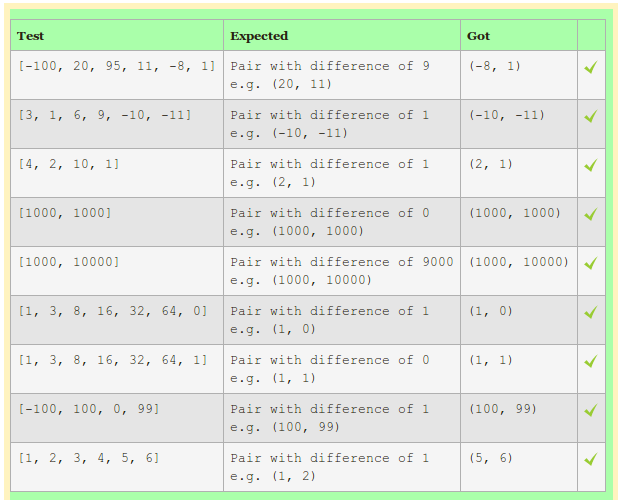 Test Expected Got
[-100, 20, 95, 11, -8, 1] Pair with difference of 9 (-8, 1)
e.g. (20, 11)
[3, 1, 6, 9, -10, -11] Pair with difference of 1 (-10, -11)
e.g. (-10, -11)
[4, 2, 10, 1] Pair with difference of 1 (2, 1)
e.g. (2, 1)
[1000, 1000] Pair with difference of 0 (1000, 1000)
e.g. (1000, 1000)
[1000, 10000] Pair with difference of 9000 (1000, 10000)
e.g. (1000, 10000)
[1, 3, 8, 16, 32, 64, 0] Pair with difference of 1 (1, 0)
e.g. (1, 0)
[1, 3, 8, 16, 32, 64, 1] Pair with difference of 0 (1, 1)
e.g. (1, 1)
[-100, 100, 0, 99] Pair with difference of 1 (100, 99)
e.g. (100, 99)
[1, 2, 3, 4, 5, 6] Pair with difference of 1 (5, 6)
e.g. (1, 2)